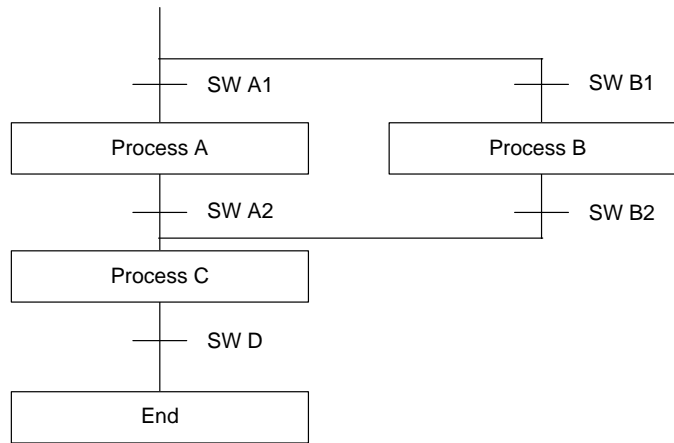 SW A1
SW B1
Process A
Process B
SW A2
SW B2
Process C
SW D
End